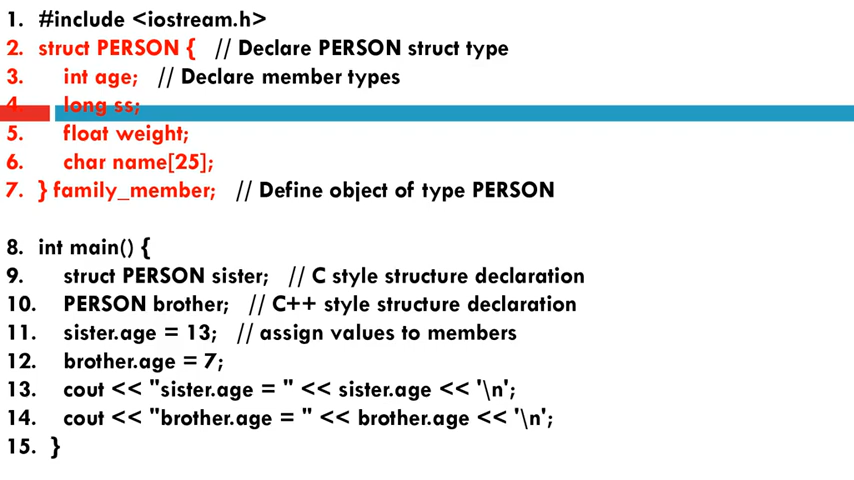 1. #include <iostream.h>
2. struct PERSON { // Declare PERSON struct type
3. int age; // Declare member types
4. long ss;
5. float weight;
6. char name[25];
7. } family_member; // Define object of type PERSON
8. int main() {
9. struct PERSON sister; // C style structure declaration
10. PERSON brother; // C++ style structure declaration
11. sister.age = 13; // assign values to members
12. brother.age = 7;
13. cout << "sister.age = " << sister.age << '\n';
14. cout << "brother.age = " << brother.age << '\n';
15. }